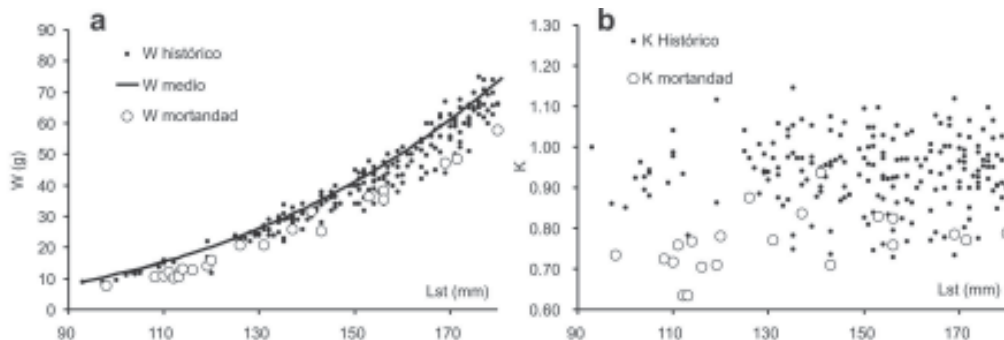 a
90
80
70
60
50
40
30
20
10
0
W (g)
W histórico
W medio
W mortandad
Lst (mm)
90 110 130 150 170
b
1.30
1.20
1.10
1.00
0.90
0.80
0.70
0.60
K
K Histórico
K mortandad
Lst (mm)
90 110 130 150 170